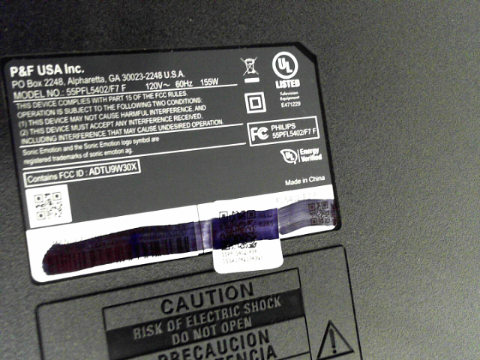 P&F USA Inc.
PO Box 2248, Alpharetta, GA 30023-2248 U.S.A.
MODEL NO.: 55PFL5402/F7 F 120V~ 60Hz 155W
THIS DEVICE COMPLIES WITH PART 15 OF THE FCC RULES.
OPERATION IS SUBJECT TO THE FOLLOWING TWO CONDITIONS.
(1) THIS DEVICE MAY NOT CAUSE HARMFUL INTERFERENCE, AND
(2) THIS DEVICE MUST ACCEPT ANY INTERFERENCE RECEIVED,
INCLUDING INTERFERENCE THAT MAY CAUSE UNDESIRED OPERATION.
Sonic Emotion and the Sonic Emotion logo symbol are
registered trademarks of sonic emotion ag.
Contains FCC ID : ADTU9W30X
UL
LISTED
Television
Equipment
E471229
FC PHILIPS
55PFL5402/F7 F
Energy
Verified
Made in China
CAUTION
RISK OF ELECTRIC SHOCK
DO NOT OPEN
PRECAUCION